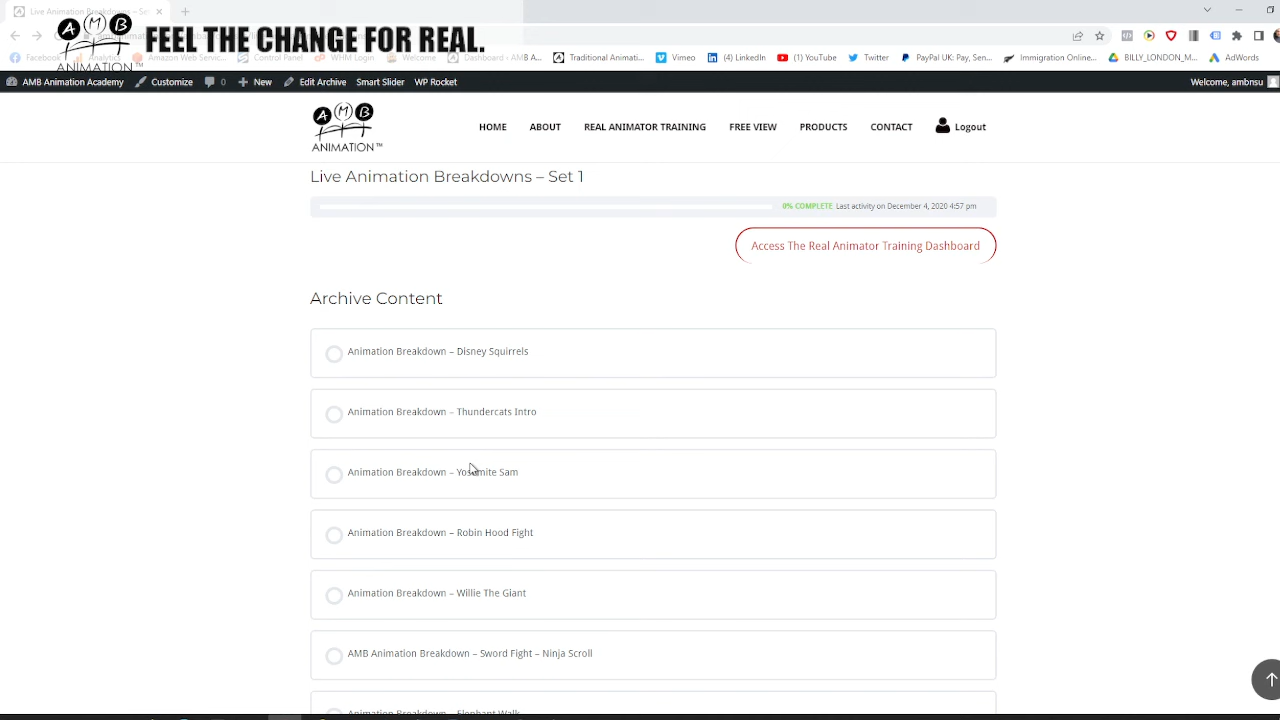 Live Animation Breakdowns – Se
AMB
FEEL THE CHANGE FOR REAL.
ANIMATION™
Facebook
Analytics
Amazon Web Servic...
Control Panel
WHM Login
Welcome
Dashboard ‹ AMB A...
Traditional Animati...
Vimeo
(4) LinkedIn
(1) YouTube
Twitter
PayPal UK: Pay, Sen...
Immigration Online...
BILLY_LONDON_M...
AdWords
AMB Animation Academy
Customize
0
New
Edit Archive
Smart Slider
WP Rocket
Welcome, ambnsu
AMB
ANIMATION™
HOME
ABOUT
REAL ANIMATOR TRAINING
FREE VIEW
PRODUCTS
CONTACT
Logout
Live Animation Breakdowns – Set 1
0% COMPLETE Last activity on December 4, 2020 4:57 pm
Access The Real Animator Training Dashboard
Archive Content
Animation Breakdown – Disney Squirrels
Animation Breakdown – Thundercats Intro
Animation Breakdown – Yosemite Sam
Animation Breakdown – Robin Hood Fight
Animation Breakdown – Willie The Giant
AMB Animation Breakdown – Sword Fight – Ninja Scroll
Animation Breakdown – Elephant Walk